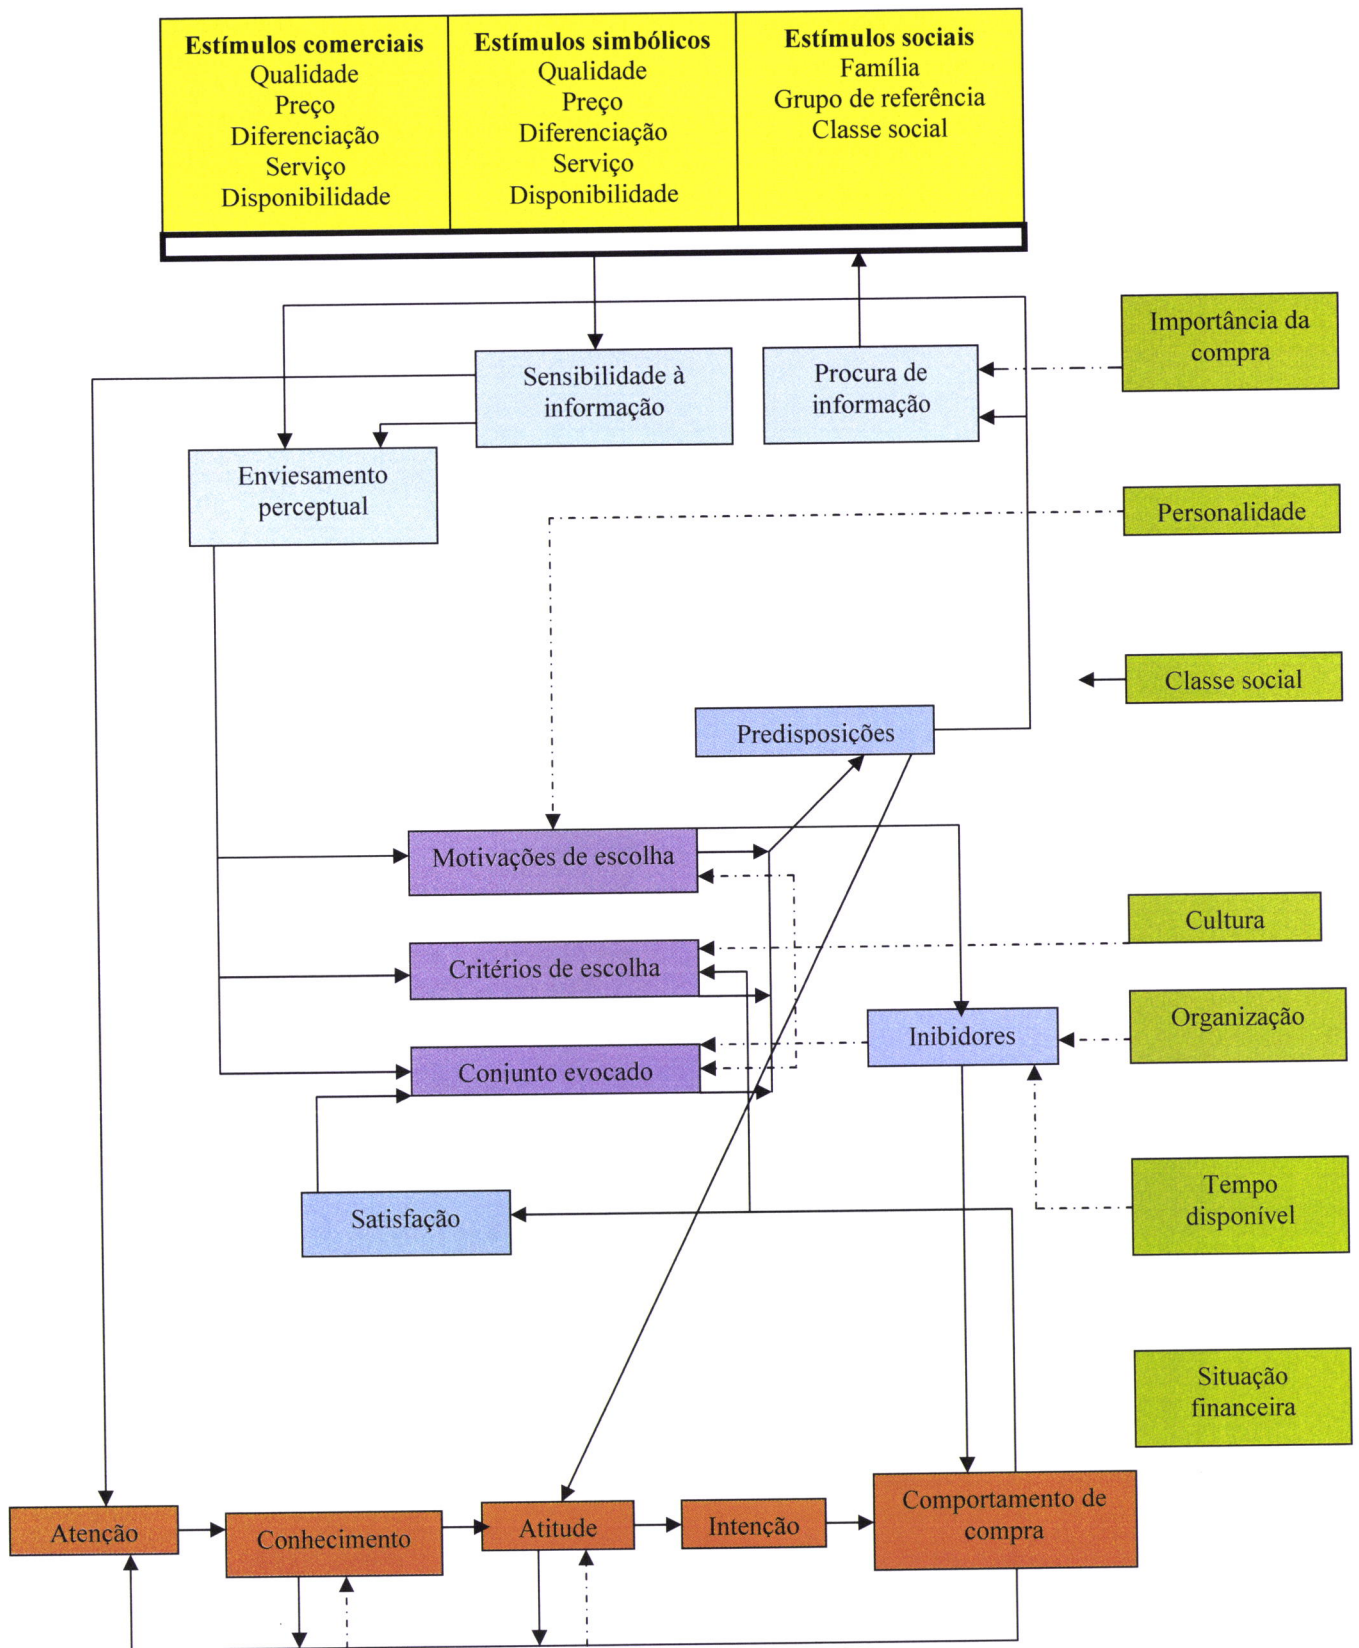 Estímulos comerciais
Qualidade
Preço
Diferenciação
Serviço
Disponibilidade
Estímulos simbólicos
Qualidade
Preço
Diferenciação
Serviço
Disponibilidade
Estímulos sociais
Família
Grupo de referência
Classe social
Importância da
compra
Sensibilidade à
informação
Procura de
informação
Enviesamento
perceptual
Personalidade
Classe social
Predisposições
Motivações de escolha
Cultura
Critérios de escolha
Organização
Inibidores
Conjunto evocado
Tempo
disponível
Satisfação
Situação
financeira
Comportamento de
compra
Atenção
Conhecimento
Atitude
Intenção